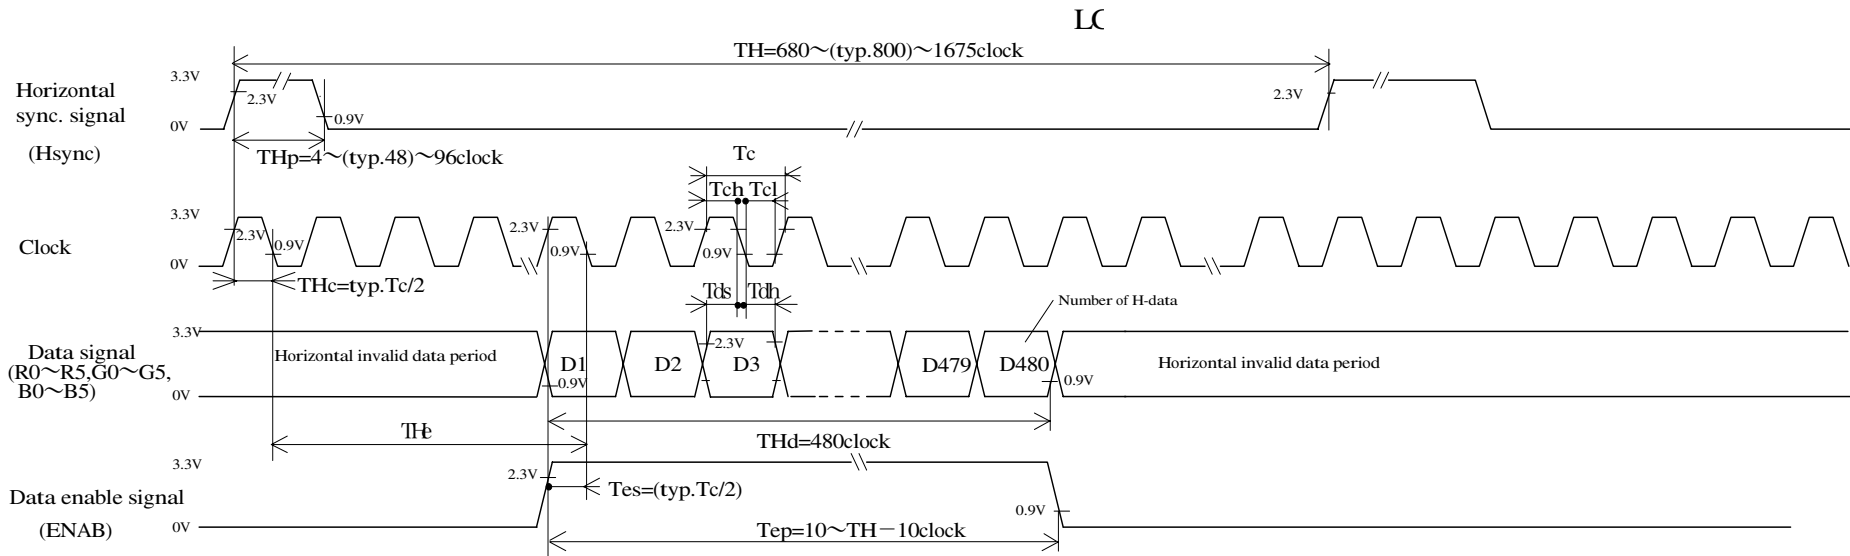 LC
TH=680～(typ.800)～1675clock
3.3V
Horizontal
sync. signal
(Hsync)
2.3V
0.9V
2.3V
0V
THp=4～(typ.48)～96clock
Tc
Tch Tcl
3.3V
Clock
2.3V
0.9V
2.3V
0.9V
2.3V
0.9V
0V
THc=typ.Tc/2
Tds Tdh
Number of H-data
3.3V
Data signal
(R0～R5,G0～G5,
B0～B5)
Horizontal invalid data period
D1
D2
2.3V
D3
D479
D480
Horizontal invalid data period
0.9V
0.9V
0V
THe
THd=480clock
3.3V
Data enable signal
(ENAB)
2.3V
Tes=(typ.Tc/2)
0.9V
0V
Tep=10～TH－10clock